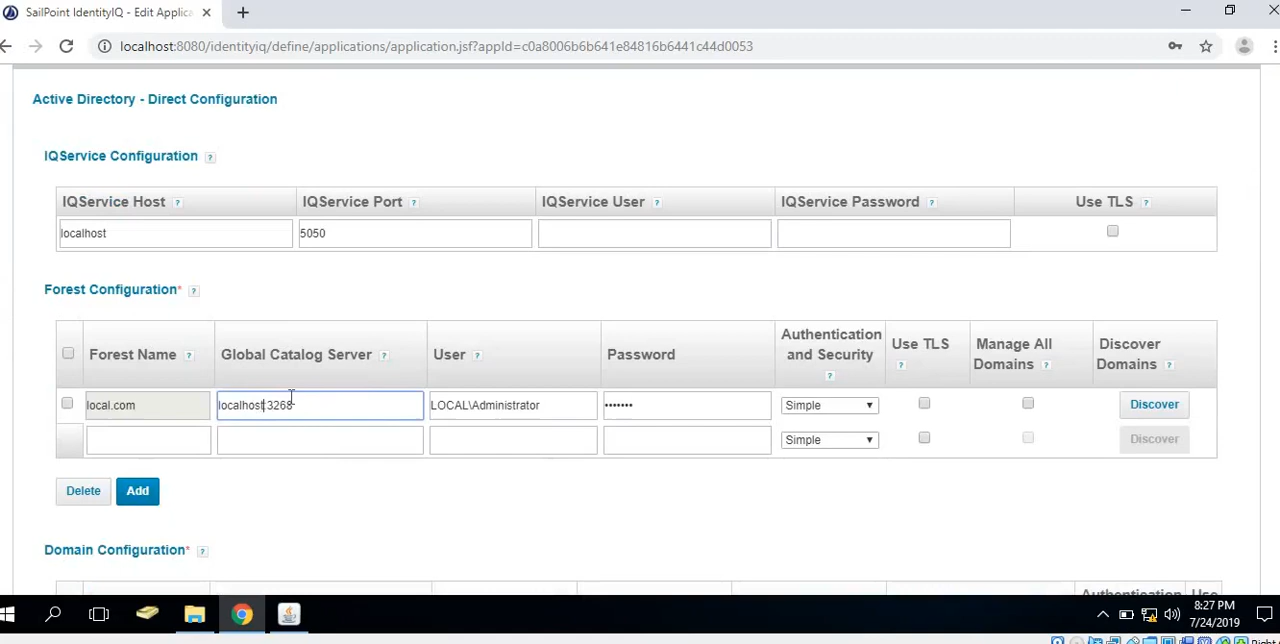 SailPoint IdentityIQ - Edit Applica
localhost:8080/identityiq/define/applications/application.jsf?appId=c0a8006b6b641e84816b6441c44d0053
Active Directory - Direct Configuration
IQService Configuration ?
IQService Host ? IQService Port ? IQService User ? IQService Password ? Use TLS ?
localhost 5050
Forest Configuration* ?
Forest Name ? Global Catalog Server ? User ? Password Authentication and Security ? Use TLS ? Manage All Domains ? Discover Domains ?
local.com localhost:3268 LOCAL\Administrator ••••••• Simple Discover
Simple Discover
Delete Add
Domain Configuration* ?
Authentication Use
8:27 PM
7/24/2019
Right